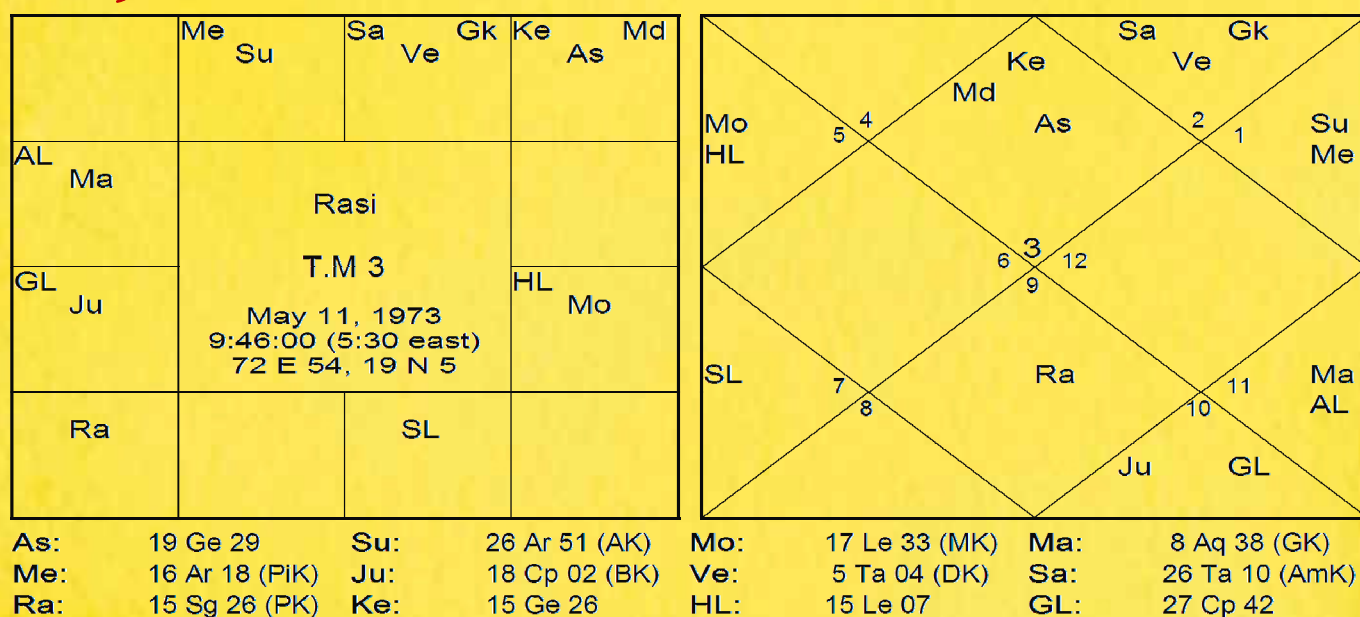 Me Sa Gk Ke Md
Su Ve As
AL
Ma
Rasi
T.M 3
GL HL
Ju Mo
May 11, 1973
9:46:00 (5:30 east)
72 E 54, 19 N 5
Ra SL
Sa Gk
Ke Ve
Md
Mo 5 4 As 2 1 Su
HL Me
6 3 12
9
SL 7 Ra 11 Ma
8 10 AL
Ju GL
As: 19 Ge 29 Su: 26 Ar 51 (AK) Mo: 17 Le 33 (MK) Ma: 8 Aq 38 (GK)
Me: 16 Ar 18 (PiK) Ju: 18 Cp 02 (BK) Ve: 5 Ta 04 (DK) Sa: 26 Ta 10 (AmK)
Ra: 15 Sg 26 (PK) Ke: 15 Ge 26 HL: 15 Le 07 GL: 27 Cp 42